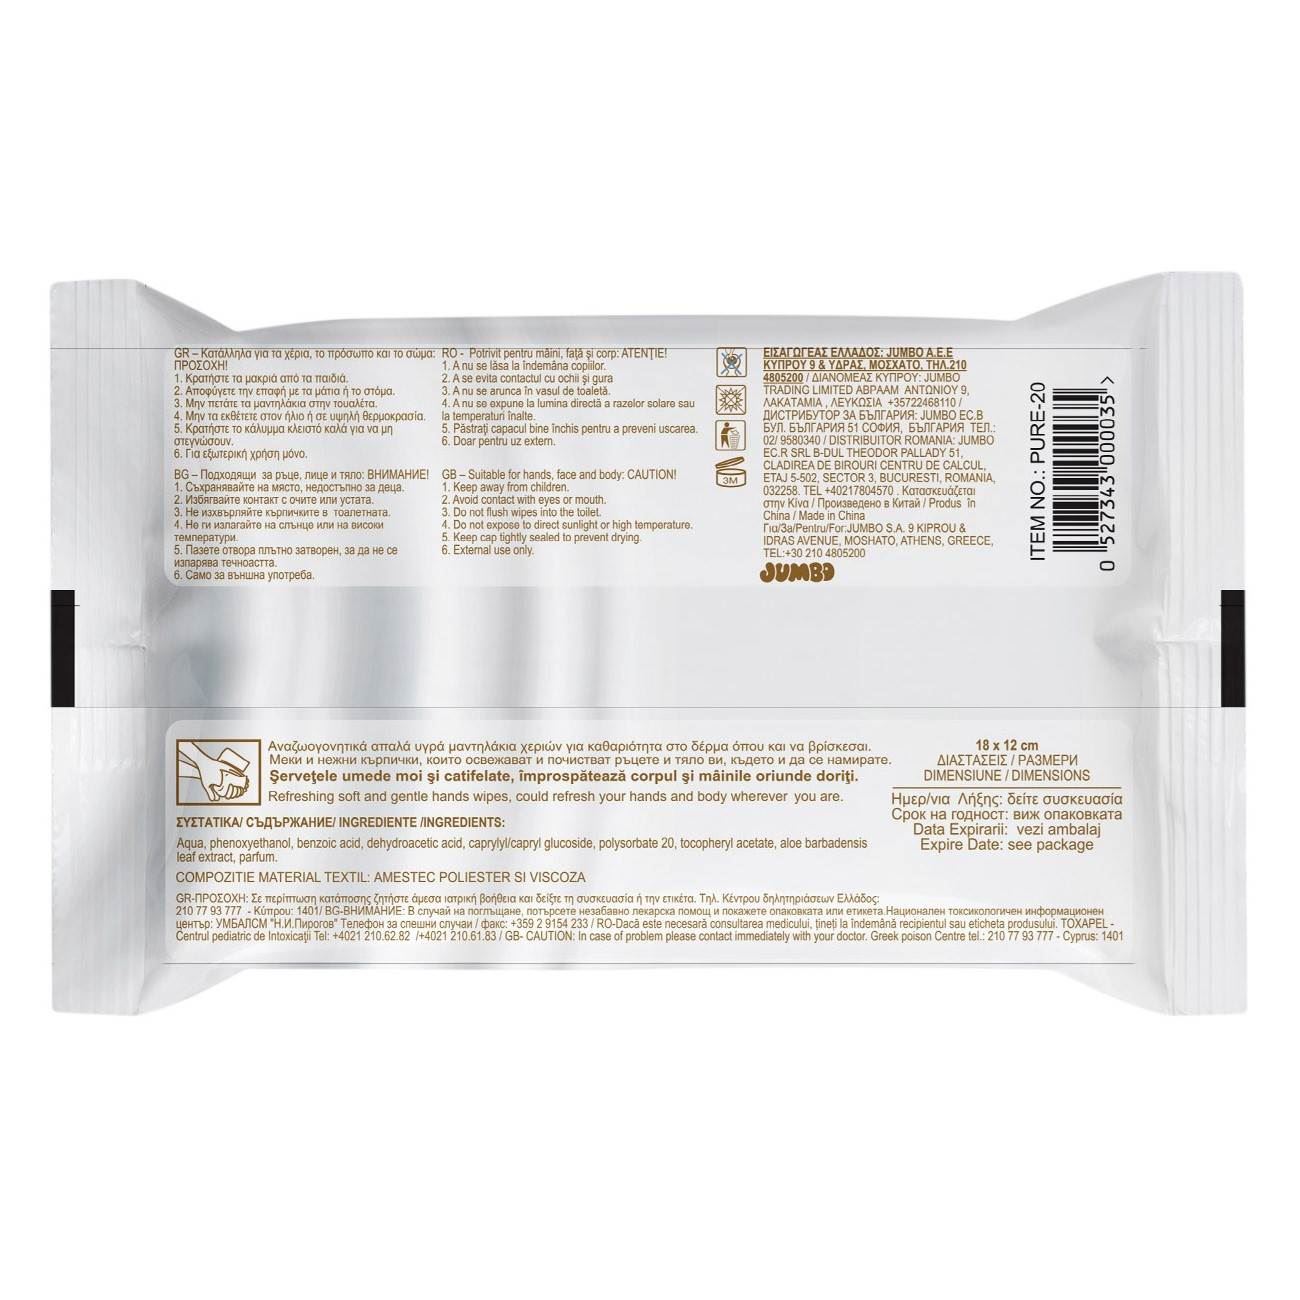 GR – Κατάλληλα για τα χέρια, το πρόσωπο και το σώμα:
ΠΡΟΣΟΧΗ!
1. Κρατήστε τα μακριά από τα παιδιά.
2. Αποφύγετε την επαφή με τα μάτια ή το στόμα.
3. Μην πετάτε τα μαντηλάκια στην τουαλέτα.
4. Μην τα εκθέτετε στον ήλιο ή σε υψηλή θερμοκρασία.
5. Κρατήστε το κάλυμμα κλειστό καλά για να μη
στεγνώσουν.
6. Για εξωτερική χρήση μόνο.
BG – Подходящи за ръце, лице и тяло: ВНИМАНИЕ!
1. Съхранявайте на място, недостъпно за деца.
2. Избягвайте контакт с очите или устата.
3. Не изхвърляйте кърпичките в тоалетната.
4. Не ги излагайте на слънце или на високи
температури.
5. Пазете отвора плътно затворен, за да не се
изпарява течноастта.
6. Само за външна употреба.
RO - Potrivit pentru mâini, față și corp: ATENȚIE!
1. A nu se lăsa la îndemâna copiilor.
2. A se evita contactul cu ochii și gura
3. A nu se arunca în vasul de toaletă.
4. A nu se expune la lumina directă a razelor solare sau
la temperaturi înalte.
5. Păstrați capacul bine închis pentru a preveni uscarea.
6. Doar pentru uz extern.
GB – Suitable for hands, face and body: CAUTION!
1. Keep away from children.
2. Avoid contact with eyes or mouth.
3. Do not flush wipes into the toilet.
4. Do not expose to direct sunlight or high temperature.
5. Keep cap tightly sealed to prevent drying.
6. External use only.
3M
ΕΙΣΑΓΩΓΕΑΣ ΕΛΛΑΔΟΣ: JUMBO A.E.E
ΚΥΠΡΟΥ 9 & ΥΔΡΑΣ, ΜΟΣΧΑΤΟ, ΤΗΛ.210
4805200 / ΔΙΑΝΟΜΕΑΣ ΚΥΠΡΟΥ: JUMBO
TRADING LIMITED ΑΒΡΑΑΜ ΑΝΤΩΝΙΟΥ 9,
ΛΑΚΑΤΑΜΙΑ , ΛΕΥΚΩΣΙΑ +35722468110 /
ДИСТРИБУТОР ЗА БЪЛГАРИЯ: JUMBO EC.B
БУЛ. БЪЛГАРИЯ 51 СОФИЯ, БЪЛГАРИЯ ТЕЛ.:
02/ 9580340 / DISTRIBUITOR ROMANIA: JUMBO
EC.R SRL B-DUL THEODOR PALLADY 51,
CLADIREA DE BIROURI CENTRU DE CALCUL,
ETAJ 5-502, SECTOR 3, BUCURESTI, ROMANIA,
032258. TEL +40217804570 . Κατασκευάζεται
στην Κίνα / Произведено в Китай / Produs în
China / Made in China
Για/За/Pentru/For:JUMBO S.A. 9 KIPROU &
IDRAS AVENUE, MOSHATO, ATHENS, GREECE,
TEL:+30 210 4805200
JUMBO
ITEM NO.: PURE-20
0 527343 000035 >
Αναζωογονητικά απαλά υγρά μαντηλάκια χεριών για καθαριότητα στο δέρμα όπου και να βρίσκεσαι.
Меки и нежни кърпички, които освежават и почистват ръцете и тяло ви, където и да се намирате.
Şerveţele umede moi şi catifelate, împrospătează corpul şi mâinile oriunde doriţi.
Refreshing soft and gentle hands wipes, could refresh your hands and body wherever you are.
ΣΥΣΤΑΤΙΚΑ/ СЪДЪРЖАНИЕ/ INGREDIENTE /INGREDIENTS:
Aqua, phenoxyethanol, benzoic acid, dehydroacetic acid, caprylyl/capryl glucoside, polysorbate 20, tocopheryl acetate, aloe barbadensis
leaf extract, parfum.
COMPOZITIE MATERIAL TEXTIL: AMESTEC POLIESTER SI VISCOZA
18 x 12 cm
ΔΙΑΣΤΑΣΕΙΣ / РАЗМЕРИ
DIMENSIUNE / DIMENSIONS
Ημερ/νια Λήξης: δείτε συσκευασία
Срок на годност: виж опаковката
Data Expirarii: vezi ambalaj
Expire Date: see package
GR-ΠΡΟΣΟΧΗ: Σε περίπτωση κατάποσης ζητήστε άμεσα ιατρική βοήθεια και δείξτε τη συσκευασία ή την ετικέτα. Τηλ. Κέντρου δηλητηριάσεων Ελλάδος:
210 77 93 777 - Κύπρου: 1401/ BG-ВНИМАНИЕ: В случай на поглъщане, потърсете незабавно лекарска помощ и покажете опаковката или етикета.Национален токсикологичен информационен
център: УМБАЛСМ "Н.И.Пирогов" Телефон за спешни случаи / факс: +359 2 9154 233 / RO-Dacă este necesară consultarea medicului, țineți la îndemână recipientul sau eticheta produsului. TOXAPEL -
Centrul pediatric de Intoxicaţii Tel: +4021 210.62.82 /+4021 210.61.83 / GB- CAUTION: In case of problem please contact immediately with your doctor. Greek poison Centre tel.: 210 77 93 777 - Cyprus: 1401